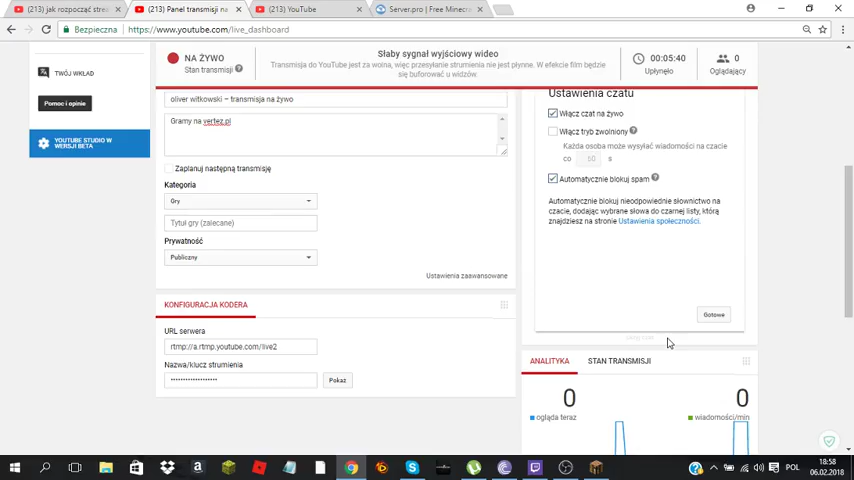 (213) jak rozpocząć strea
(213) Panel transmisji na
(213) YouTube
Server.pro | Free Minecraf
Bezpieczna
https://www.youtube.com/live_dashboard
TWÓJ WKŁAD
Pomoc i opinie
YOUTUBE STUDIO W
WERSJI BETA
NA ŻYWO
Stan transmisji
Słaby sygnał wyjściowy wideo
Transmisja do YouTube jest za wolna, więc przesyłanie strumienia nie jest płynne. W efekcie film będzie
się buforować u widzów.
00:05:40
Upłynęło
0
Oglądający
oliver witkowski – transmisja na żywo
Gramy na vertez.pl
Zaplanuj następną transmisję
Kategoria
Gry
Tytuł gry (zalecane)
Prywatność
Publiczny
Ustawienia zaawansowane
KONFIGURACJA KODERA
URL serwera
rtmp://a.rtmp.youtube.com/live2
Nazwa/klucz strumienia
••••••••••••••••••••
Pokaż
Ustawienia czatu
Włącz czat na żywo
Włącz tryb zwolniony
Każda osoba może wysyłać wiadomości na czacie
co 60 s
Automatycznie blokuj spam
Automatycznie blokuj nieodpowiednie słownictwo na
czacie, dodając wybrane słowa do czarnej listy, którą
znajdziesz na stronie Ustawienia społeczności.
Gotowe
ANALITYKA
STAN TRANSMISJI
0
ogląda teraz
0
wiadomości/min
POL
18:58
06.02.2018